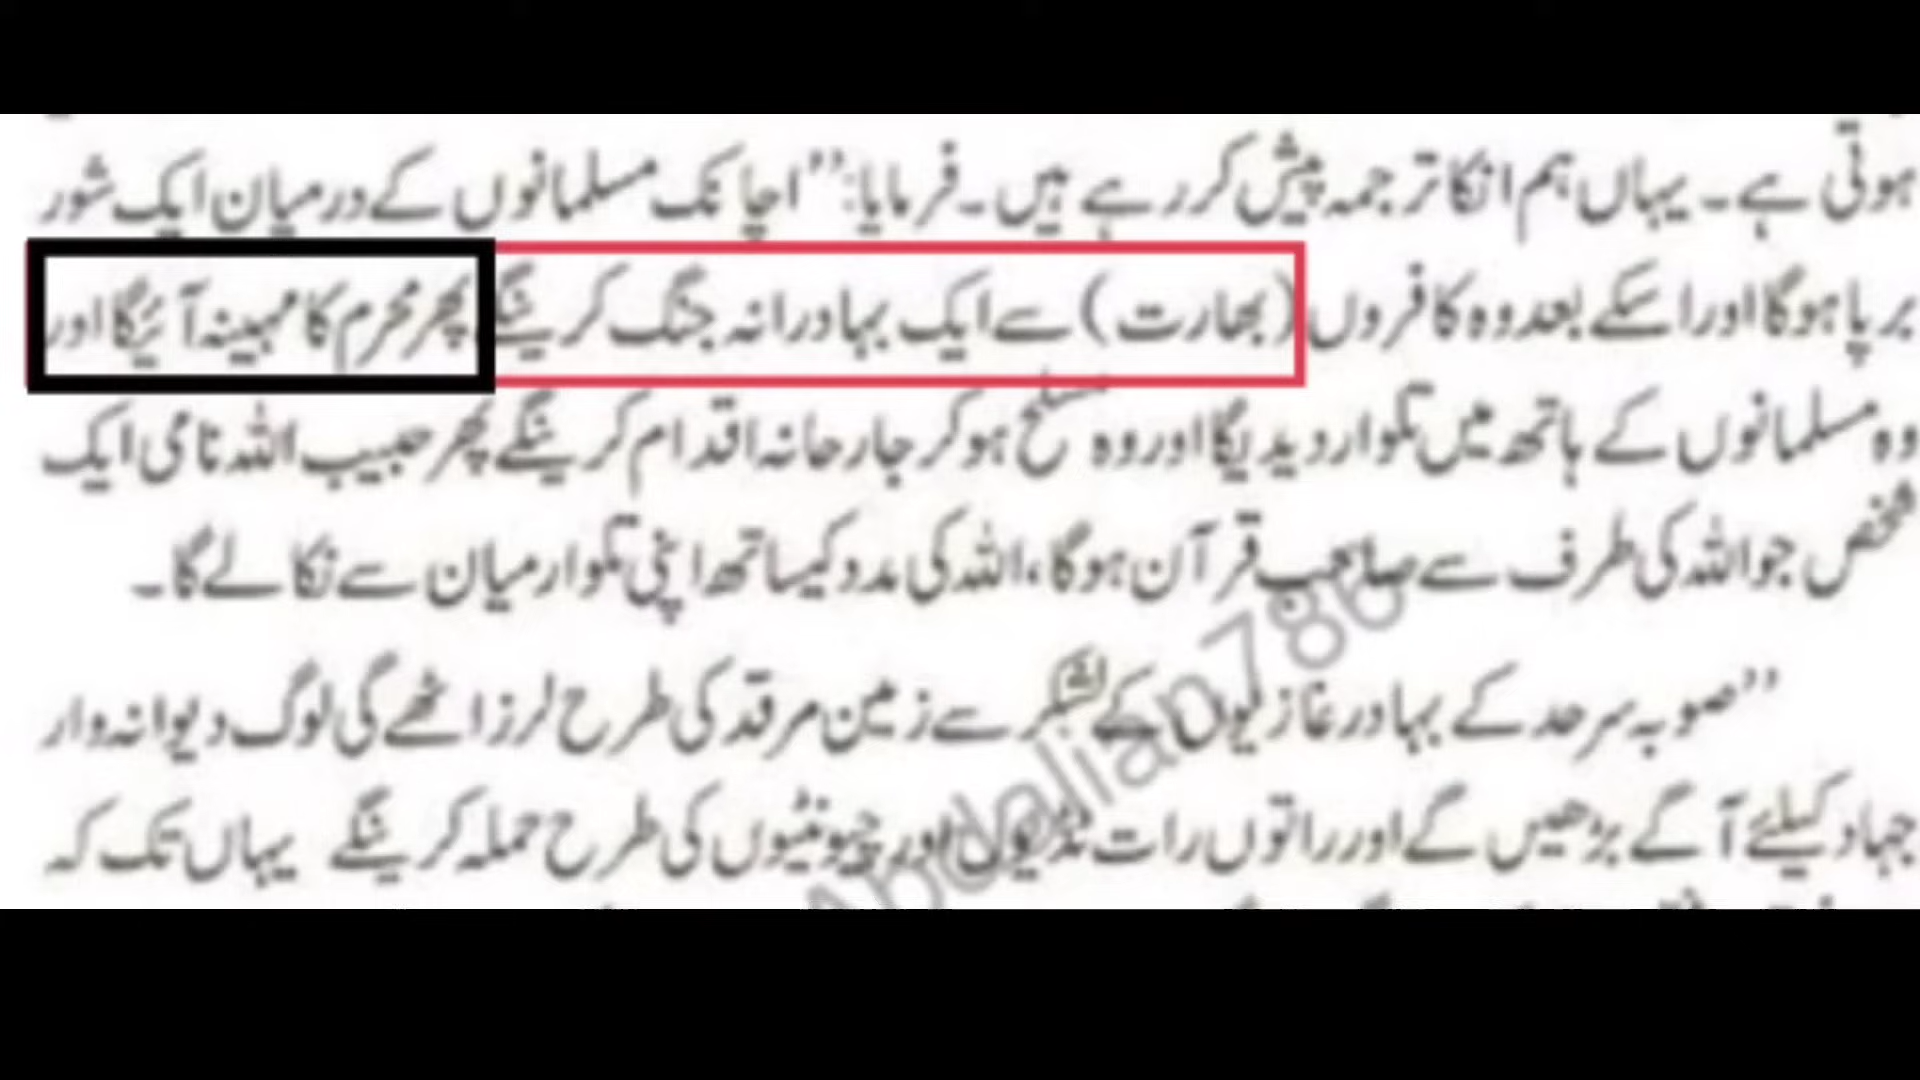 ہوتی ہے۔ یہاں ہم انکا ترجمہ پیش کر رہے ہیں۔ فرمایا: ”اچانک مسلمانوں کے درمیان ایک شور
برپا ہوگا اور اسکے بعد وہ کافروں (بھارت) سے ایک بہادرانہ جنگ کرینگے پھر محرم کا مہینہ آئیگا اور
وہ مسلمانوں کے ہاتھ میں تلوار دیدیگا اور وہ مسلح ہوکر جارحانہ اقدام کرینگے پھر حبیب اللہ نامی ایک
شخص جو اللہ کی طرف سے صاحب قرآن ہوگا، اللہ کی مدد کیساتھ اپنی تلوار میان سے نکالے گا۔
”صوبہ سرحد کے بہادر غازیوں کے لشکر سے زمین مرقد کی طرح لرز اٹھے گی لوگ دیوانہ وار
جہاد کیلئے آگے بڑھیں گے اور راتوں رات ٹڈیوں اور چیونٹیوں کی طرح حملہ کرینگے یہاں تک کہ
Abdalian786